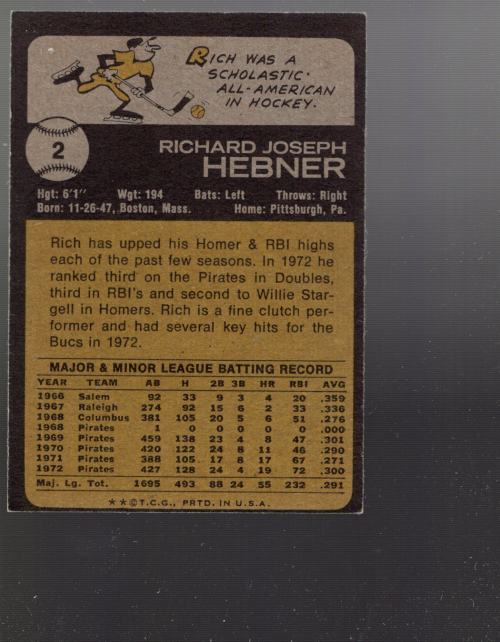 RICH WAS A
SCHOLASTIC
ALL-AMERICAN
IN HOCKEY.
2
RICHARD JOSEPH
HEBNER
Hgt: 6'1" Wgt: 194 Bats: Left Throws: Right
Born: 11-26-47, Boston, Mass. Home: Pittsburgh, Pa.
Rich has upped his Homer & RBI highs
each of the past few seasons. In 1972 he
ranked third on the Pirates in Doubles,
third in RBI's and second to Willie Star-
gell in Homers. Rich is a fine clutch per-
former and had several key hits for the
Bucs in 1972.
MAJOR & MINOR LEAGUE BATTING RECORD
YEAR TEAM AB H 2B 3B HR RBI AVG
1966 Salem 92 33 9 3 4 20 .359
1967 Raleigh 274 92 15 6 2 33 .336
1968 Columbus 381 105 20 5 6 51 .276
1968 Pirates 1 0 0 0 0 0 .000
1969 Pirates 459 138 23 4 8 47 .301
1970 Pirates 420 122 24 8 11 46 .290
1971 Pirates 388 105 17 8 17 67 .271
1972 Pirates 427 128 24 4 19 72 .300
Maj. Lg. Tot. 1695 493 88 24 55 232 .291
**©T.C.G., PRTD. IN U.S.A.